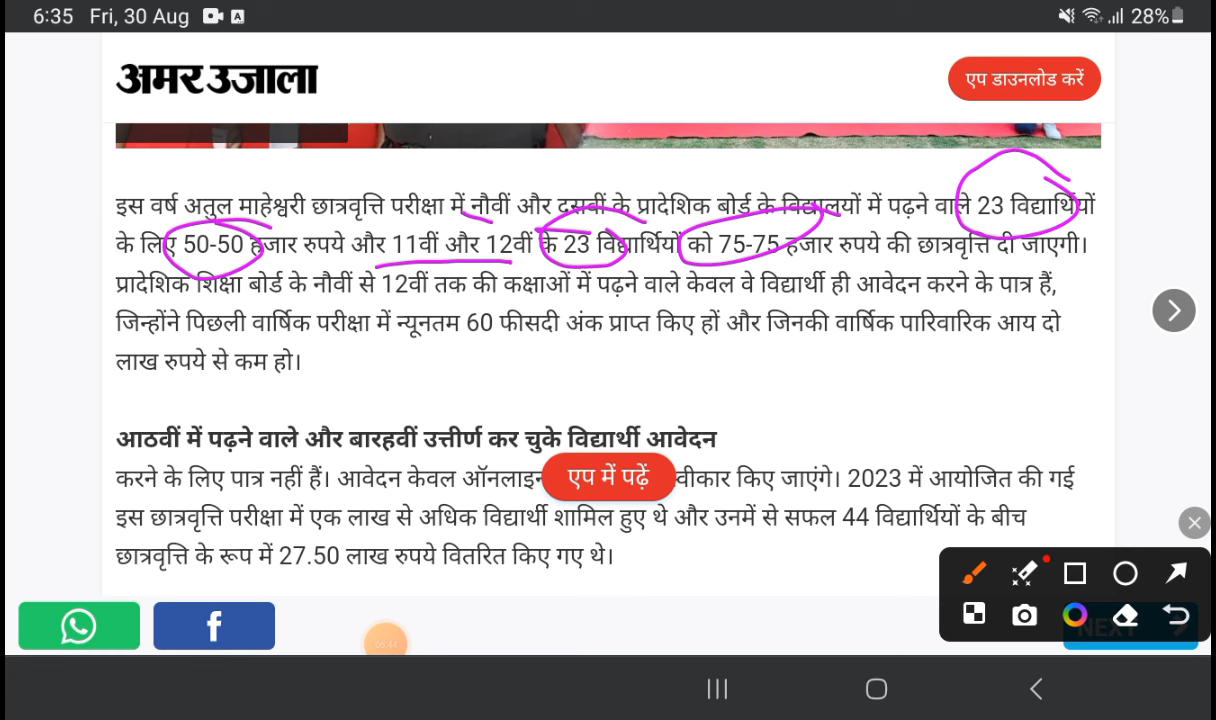 6:35 Fri, 30 Aug A 28%
अमर उजाला
एप डाउनलोड करें
इस वर्ष अतुल माहेश्वरी छात्रवृत्ति परीक्षा में नौवीं और दसवीं के प्रादेशिक बोर्ड के विद्यालयों में पढ़ने वाले 23 विद्यार्थियों
के लिए 50-50 हजार रुपये और 11वीं और 12वीं के 23 विद्यार्थियों को 75-75 हजार रुपये की छात्रवृत्ति दी जाएगी।
प्रादेशिक शिक्षा बोर्ड के नौवीं से 12वीं तक की कक्षाओं में पढ़ने वाले केवल वे विद्यार्थी ही आवेदन करने के पात्र हैं,
जिन्होंने पिछली वार्षिक परीक्षा में न्यूनतम 60 फीसदी अंक प्राप्त किए हों और जिनकी वार्षिक पारिवारिक आय दो
लाख रुपये से कम हो।
आठवीं में पढ़ने वाले और बारहवीं उत्तीर्ण कर चुके विद्यार्थी आवेदन
करने के लिए पात्र नहीं हैं। आवेदन केवल एप में पढ़ें किए जाएंगे। 2023 में आयोजित की गई
इस छात्रवृत्ति परीक्षा में एक लाख से अधिक विद्यार्थी शामिल हुए थे और उनमें से सफल 44 विद्यार्थियों के बीच
छात्रवृत्ति के रूप में 27.50 लाख रुपये वितरित किए गए थे।
NEXT